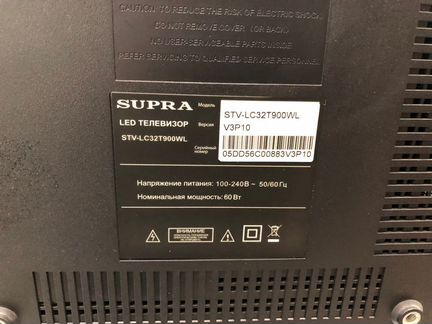 CAUTION: TO REDUCE THE RISK OF ELECTRIC SHOCK,
DO NOT REMOVE COVER (OR BACK)
NO USER-SERVICEABLE PARTS INSIDE
REFER SERVICING TO QUALIFIED SERVICE PERSONNEL
SUPRA Модель STV-LC32T900WL
LED ТЕЛЕВИЗОР Версия V3P10
STV-LC32T900WL Серийный номер 05DD56C00883V3P10
Напряжение питания: 100-240В ~ 50/60 Гц
Номинальная мощность: 60 Вт
ВНИМАНИЕ